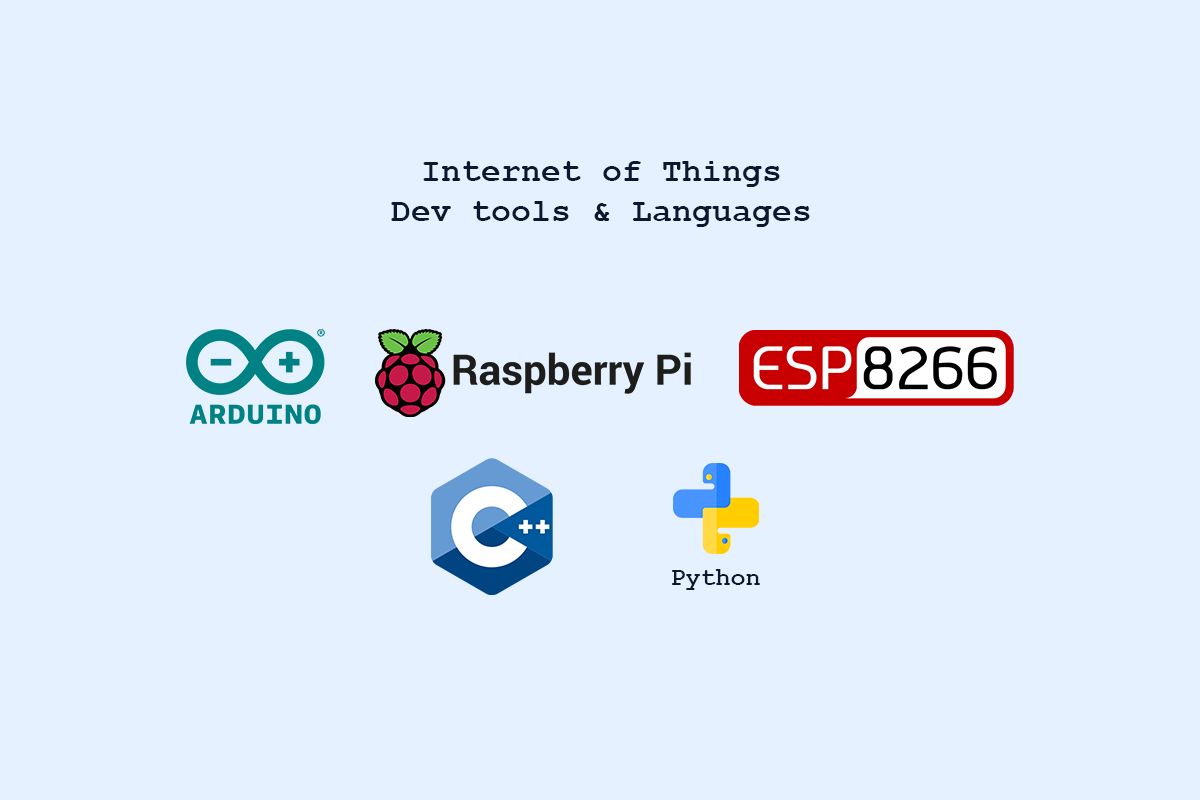 Internet of Things
Dev tools & Languages
ARDUINO
®
Raspberry Pi
ESP8266
C++
Python